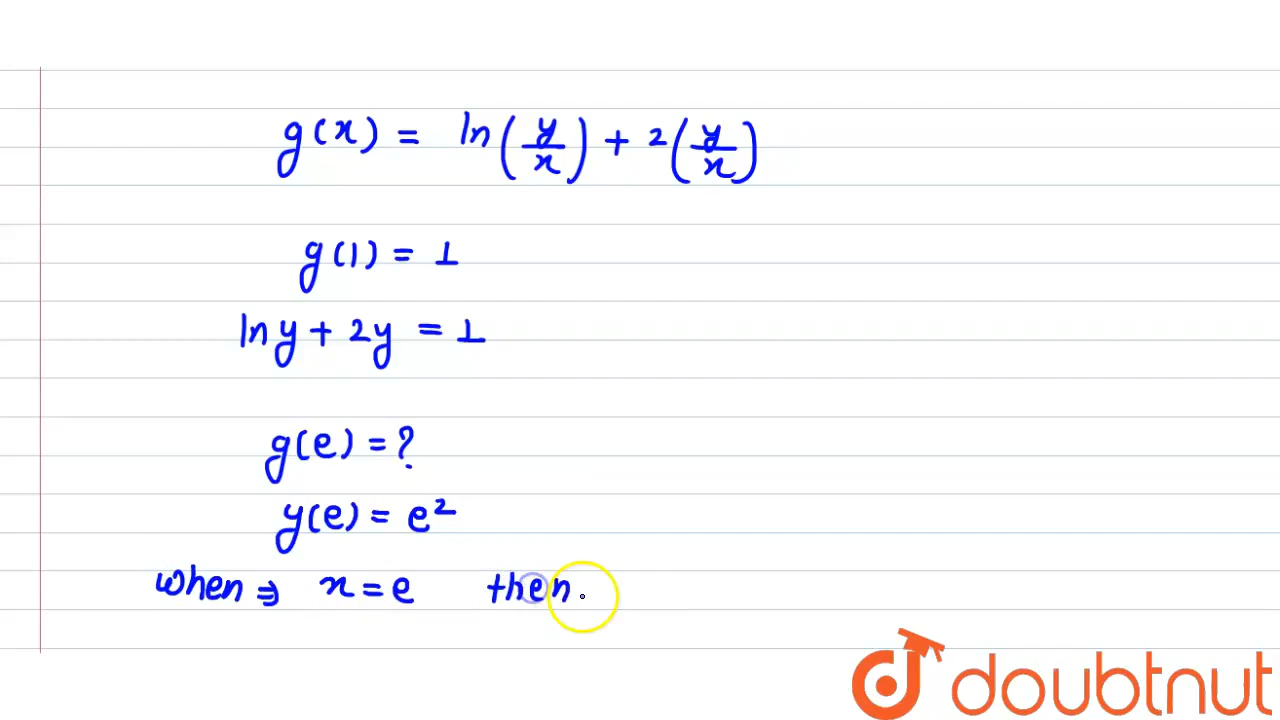 g(x) = ln(y/x) + 2(y/x)
g(1) = 1
ln y + 2y = 1
g(e) = ?
y(e) = e²
when ⇒ x = e then.
doubtnut